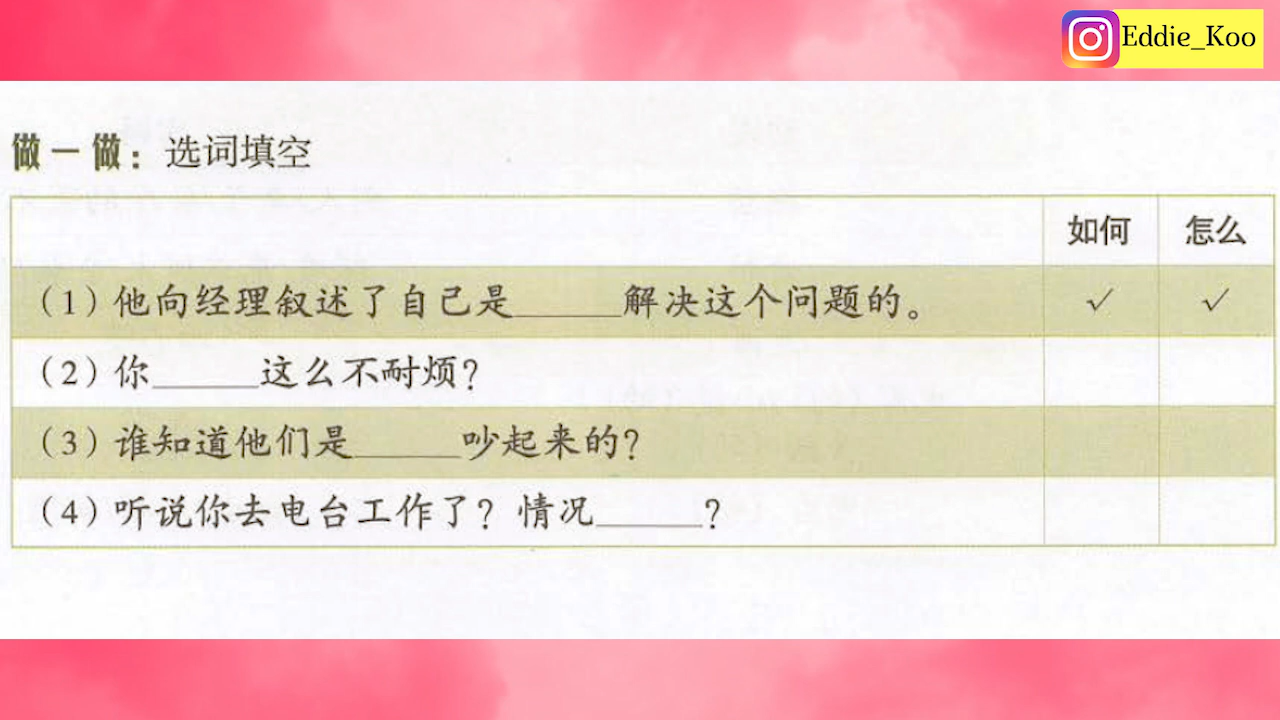 Eddie_Koo
做一做：选词填空
如何 怎么
（1）他向经理叙述了自己是______解决这个问题的。 ✓ ✓
（2）你______这么不耐烦？
（3）谁知道他们是______吵起来的？
（4）听说你去电台工作了？情况______？